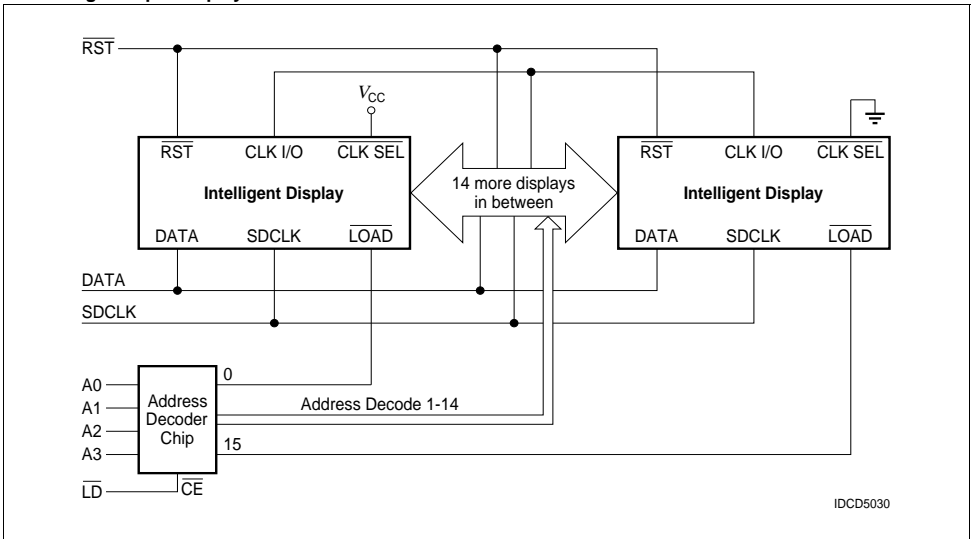 RST
V_CC
RST CLK I/O CLK SEL
Intelligent Display
DATA SDCLK LOAD
14 more displays
in between
RST CLK I/O CLK SEL
Intelligent Display
DATA SDCLK LOAD
DATA
SDCLK
A0
A1
A2
A3
Address
Decoder
Chip
0
Address Decode 1-14
15
LD
CE
IDCD5030